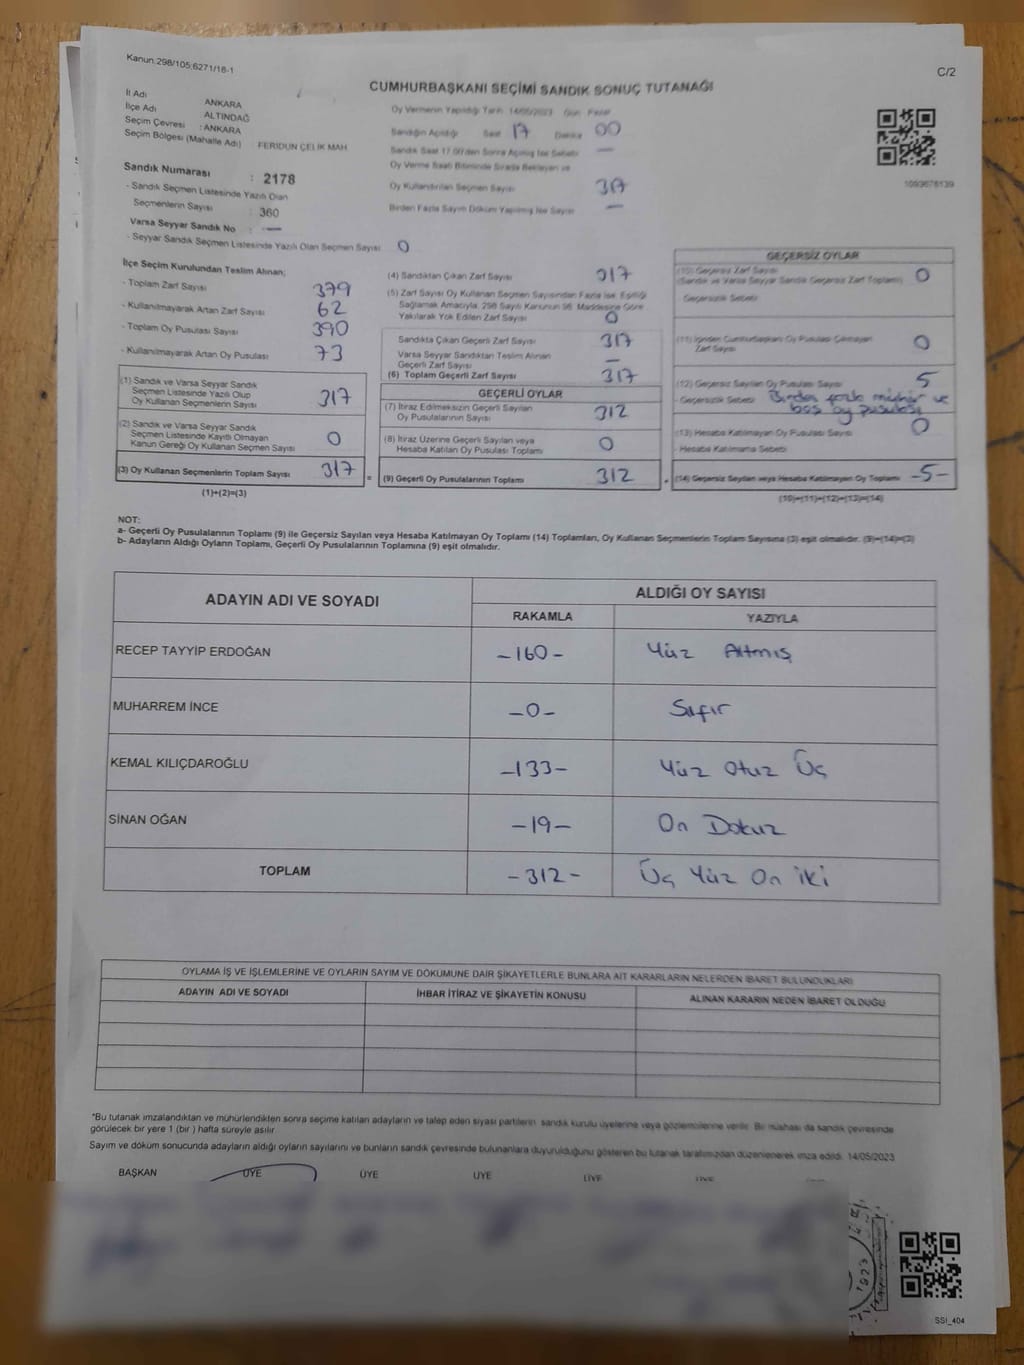 Kanun:298/105;6271/18-1
C/2
CUMHURBAŞKANI SEÇİMİ SANDIK SONUÇ TUTANAĞI
İl Adı ANKARA
İlçe Adı ALTINDAĞ
Seçim Çevresi : ANKARA
Seçim Bölgesi (Mahalle Adı) FERIDUN ÇELİK MAH
Sandık Numarası : 2178
- Sandık Seçmen Listesinde Yazılı Olan
Seçmenlerin Sayısı : 360
Varsa Seyyar Sandık No : —
- Seyyar Sandık Seçmen Listesinde Yazılı Olan Seçmen Sayısı 0
Oy Vermenin Yapıldığı Tarih 14/05/2023 Gün Pazar
Sandığın Açıldığı Saat 17 Dakika 00
Sandık Saat 17.00'den Sonra Açılmış İse Sebebi —
Oy Verme Saati Bitiminde Sırada Bekleyen ve
Oy Kullandırılan Seçmen Sayısı 317
Birden Fazla Sayım Döküm Yapılmış İse Sayısı —
1093678139
İlçe Seçim Kurulundan Teslim Alınan;
- Toplam Zarf Sayısı 379
- Kullanılmayarak Artan Zarf Sayısı 62
- Toplam Oy Pusulası Sayısı 390
- Kullanılmayarak Artan Oy Pusulası 73
(1) Sandık ve Varsa Seyyar Sandık
Seçmen Listesinde Yazılı Olup
Oy Kullanan Seçmenlerin Sayısı 317
(2) Sandık ve Varsa Seyyar Sandık
Seçmen Listesinde Kayıtlı Olmayan
Kanun Gereği Oy Kullanan Seçmen Sayısı 0
(3) Oy Kullanan Seçmenlerin Toplam Sayısı 317
(1)+(2)=(3)
(4) Sandıktan Çıkan Zarf Sayısı 317
(5) Zarf Sayısı Oy Kullanan Seçmen Sayısından Fazla İse, Eşitliği
Sağlamak Amacıyla, 298 Sayılı Kanunun 98. Maddesine Göre
Yakılarak Yok Edilen Zarf Sayısı 0
Sandıkta Çıkan Geçerli Zarf Sayısı 317
Varsa Seyyar Sandıktan Teslim Alınan
Geçerli Zarf Sayısı —
(6) Toplam Geçerli Zarf Sayısı 317
GEÇERLİ OYLAR
(7) İtiraz Edilmeksizin Geçerli Sayılan
Oy Pusulalarının Sayısı 312
(8) İtiraz Üzerine Geçerli Sayılan veya
Hesaba Katılan Oy Pusulası Toplamı 0
= (9) Geçerli Oy Pusulalarının Toplamı 312
GEÇERSİZ OYLAR
(10) Geçersiz Zarf Sayısı
(Sandık ve Varsa Seyyar Sandık Geçersiz Zarf Toplamı) 0
- Geçersizlik Sebebi
(11) İçinden Cumhurbaşkanı Oy Pusulası Çıkmayan
Zarf Sayısı 0
(12) Geçersiz Sayılan Oy Pusulası Sayısı 5
- Geçersizlik Sebebi Birden fazla mühür ve
boş oy pusulası
(13) Hesaba Katılmayan Oy Pusulası Sayısı 0
- Hesaba Katılmama Sebebi
+ (14) Geçersiz Sayılan veya Hesaba Katılmayan Oy Toplamı -5-
(10)+(11)+(12)+(13)=(14)
NOT:
a- Geçerli Oy Pusulalarının Toplamı (9) ile Geçersiz Sayılan veya Hesaba Katılmayan Oy Toplamı (14) Toplamları, Oy Kullanan Seçmenlerin Toplam Sayısına (3) eşit olmalıdır. (9)+(14)=(3)
b- Adayların Aldığı Oyların Toplamı, Geçerli Oy Pusulalarının Toplamına (9) eşit olmalıdır.
ADAYIN ADI VE SOYADI ALDIĞI OY SAYISI
RAKAMLA YAZIYLA
RECEP TAYYİP ERDOĞAN -160- Yüz Altmış
MUHARREM İNCE -0- Sıfır
KEMAL KILIÇDAROĞLU -133- Yüz Otuz Üç
SİNAN OĞAN -19- On Dokuz
TOPLAM -312- Üç Yüz On iki
OYLAMA İŞ VE İŞLEMLERİNE VE OYLARIN SAYIM VE DÖKÜMÜNE DAİR ŞİKAYETLERLE BUNLARA AİT KARARLARIN NELERDEN İBARET BULUNDUKLARI
ADAYIN ADI VE SOYADI İHBAR İTİRAZ VE ŞİKAYETİN KONUSU ALINAN KARARIN NEDEN İBARET OLDUĞU
*Bu tutanak imzalandıktan ve mühürlendikten sonra seçime katılan adayların ve talep eden siyasi partilerin sandık kurulu üyelerine veya gözlemcilerine verilir. Bir nüshası da sandık çevresinde
görülecek bir yere 1 (bir ) hafta süreyle asılır.
Sayım ve döküm sonucunda adayların aldığı oyların sayılarını ve bunların sandık çevresinde bulunanlara duyurulduğunu gösteren bu tutanak tarafımızdan düzenlenerek imza edildi. 14/05/2023
BAŞKAN ÜYE ÜYE ÜYE ÜYE ÜYE
1923
SSI_404